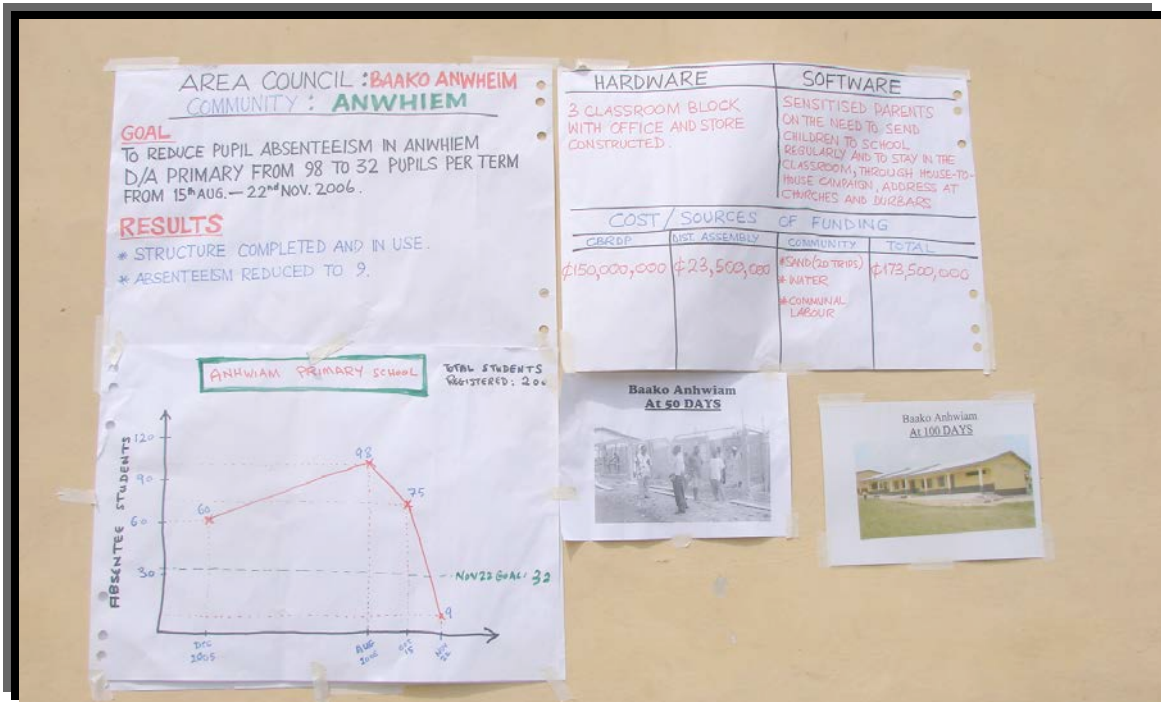 AREA COUNCIL : BAAKO ANWHEIM
COMMUNITY : ANWHIEM
GOAL
TO REDUCE PUPIL ABSENTEEISM IN ANWHIEM
D/A PRIMARY FROM 98 TO 32 PUPILS PER TERM
FROM 15th AUG. — 22nd NOV. 2006.
RESULTS
* STRUCTURE COMPLETED AND IN USE.
* ABSENTEEISM REDUCED TO 9.
ANHWIAM PRIMARY SCHOOL
TOTAL STUDENTS
REGISTERED: 200
ABSENTEE STUDENTS
120
90
60
30
60
98
75
9
NOV 22 GOAL: 32
DEC
2005
AUG
2006
OCT
15
NOV
22
HARDWARE
3 CLASSROOM BLOCK
WITH OFFICE AND STORE
CONSTRUCTED.
SOFTWARE
SENSITISED PARENTS
ON THE NEED TO SEND
CHILDREN TO SCHOOL
REGULARLY AND TO STAY IN THE
CLASSROOM, THROUGH HOUSE-TO-
HOUSE CAMPAIGN, ADDRESS AT
CHURCHES AND DURBARS
COST / SOURCES OF FUNDING
CBRDP
DIST. ASSEMBLY
COMMUNITY
TOTAL
₵150,000,000
₵23,500,000
* SAND (20 TRIPS)
* WATER
* COMMUNAL
LABOUR
₵173,500,000
Baako Anhwiam
At 50 DAYS
Baako Anhwiam
At 100 DAYS